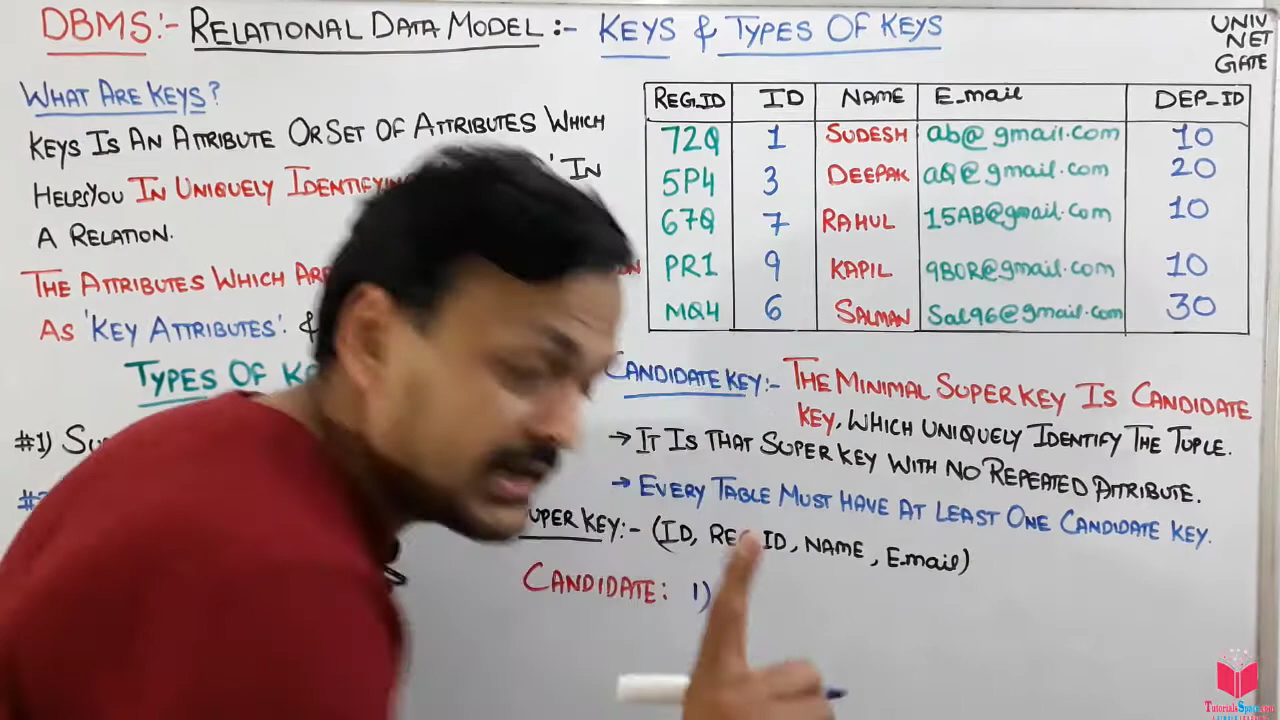 DBMS:- RELATIONAL DATA MODEL:- KEYS & TYPES OF KEYS
UNIV
NET
GATE
WHAT ARE KEYS?
KEYS IS AN ATTRIBUTE OR SET OF ATTRIBUTES WHICH
HELPS YOU IN UNIQUELY IN
A RELATION.
THE ATTRIBUTES WHICH
AS 'KEY ATTRIBUTES'. &
TYPES OF
#1)
REG_ID ID NAME E_mail DEP_ID
72Q 1 SUDESH ab@gmail.com 10
5P4 3 DEEPAK aQ@gmail.com 20
67Q 7 RAHUL 15AB@gmail.com 10
PR1 9 KAPIL 9BOR@gmail.com 10
MQ4 6 SALMAN Sal96@gmail.com 30
CANDIDATE KEY:- THE MINIMAL SUPER KEY IS CANDIDATE
KEY, WHICH UNIQUELY IDENTIFY THE TUPLE.
→ IT IS THAT SUPER KEY WITH NO REPEATED ATTRIBUTE.
→ EVERY TABLE MUST HAVE AT LEAST ONE CANDIDATE KEY.
KEY:- (ID, ID, NAME, E_mail)
CANDIDATE: 1)